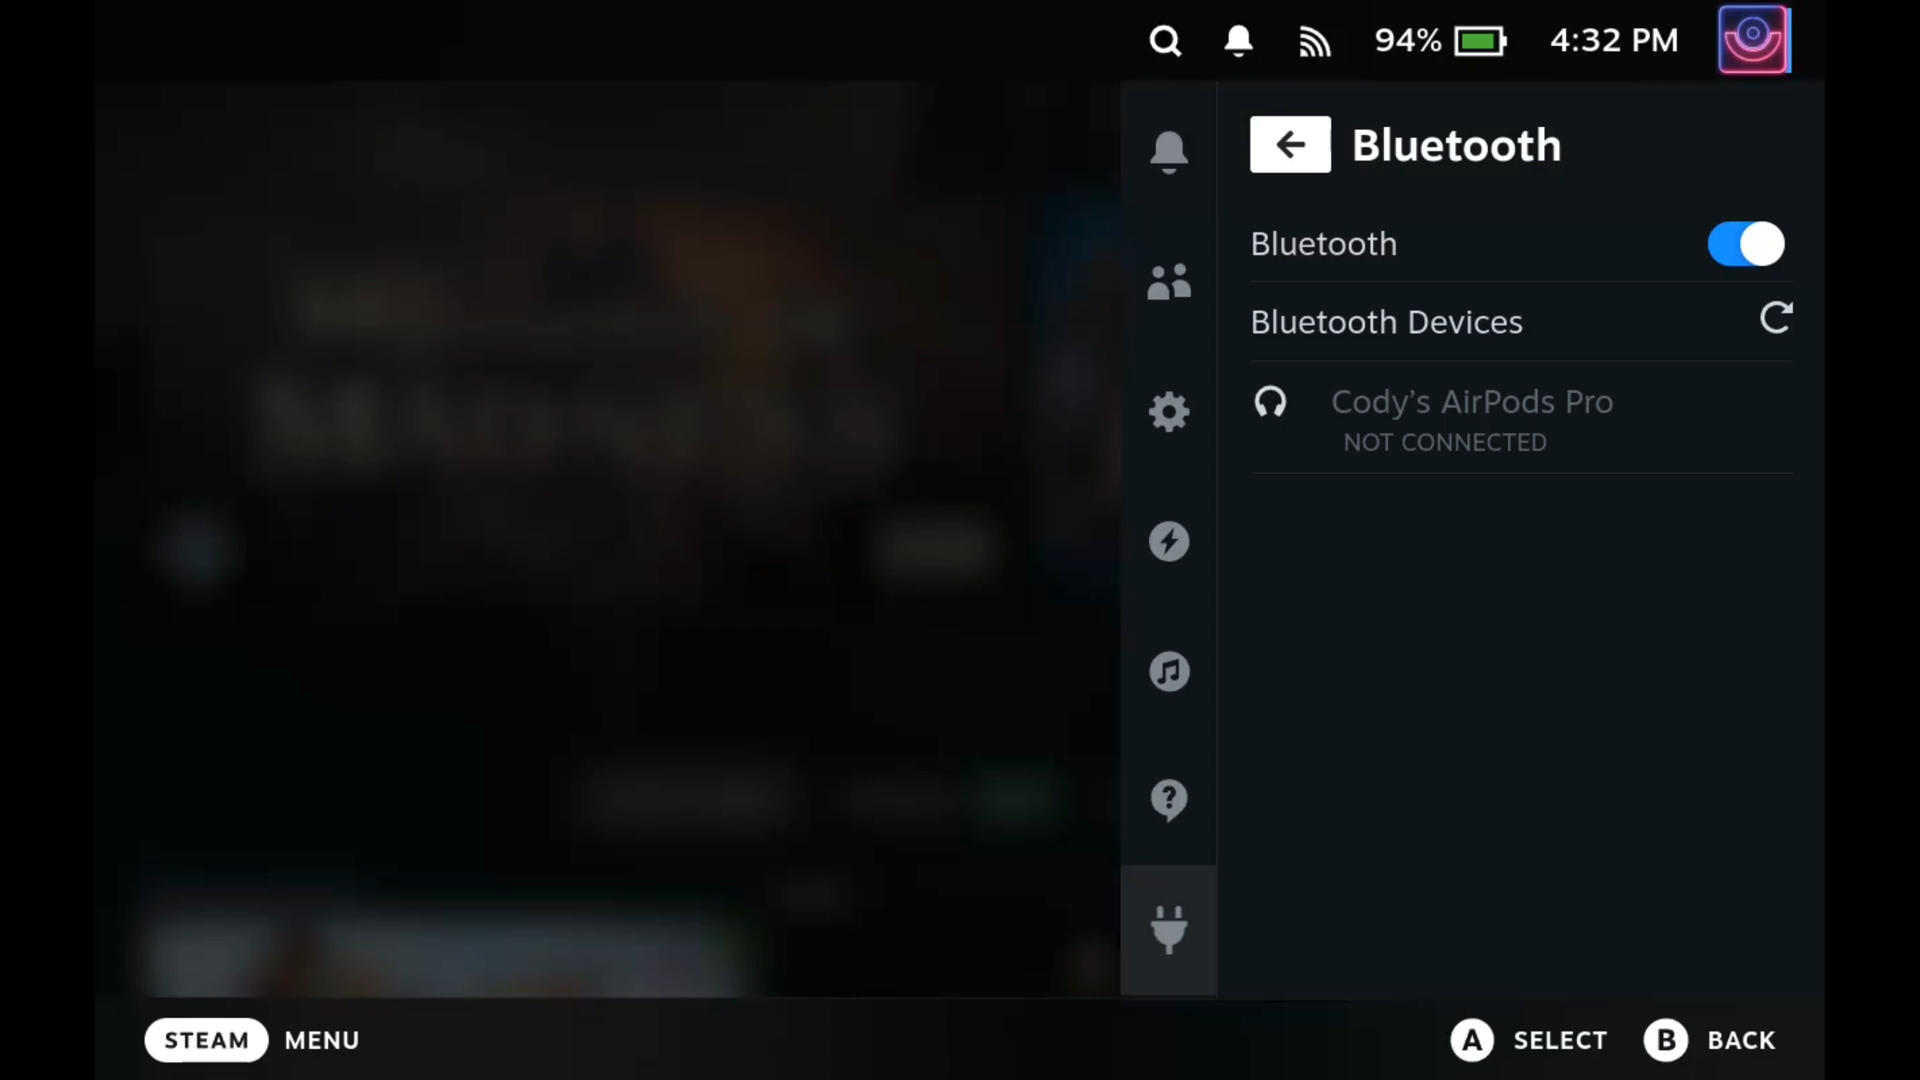 94% 4:32 PM
Bluetooth
Bluetooth
Bluetooth Devices
Cody's AirPods Pro
NOT CONNECTED
STEAM MENU
A SELECT B BACK